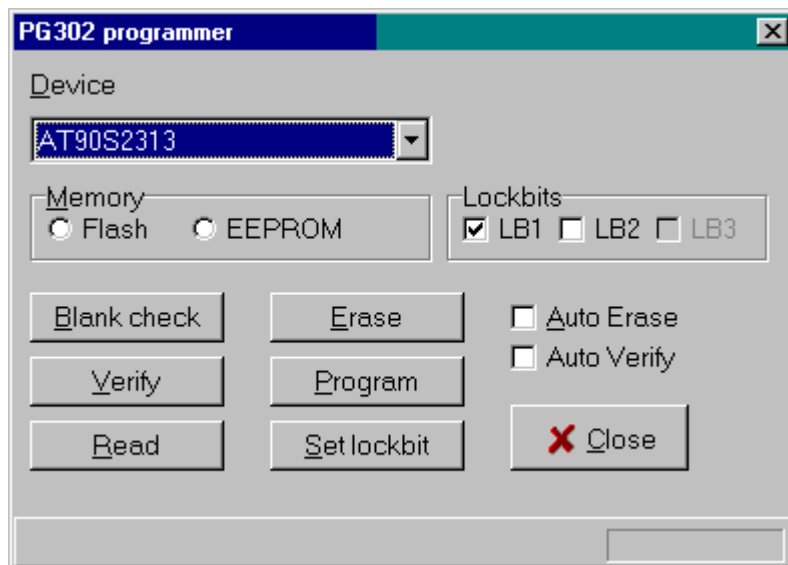 PG302 programmer
Device
AT90S2313
Memory
Flash EEPROM
Lockbits
LB1 LB2 LB3
Blank check Erase Auto Erase
Auto Verify
Verify Program
Read Set lockbit Close